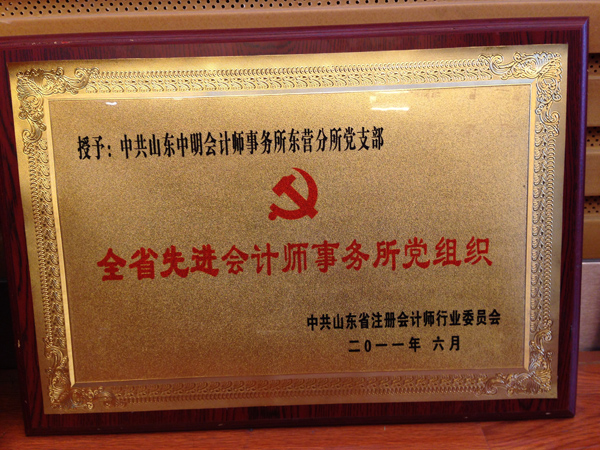 授予：中共山东中明会计师事务所东营分所党支部
全省先进会计师事务所党组织
中共山东省注册会计师行业委员会
二0一一年 六月